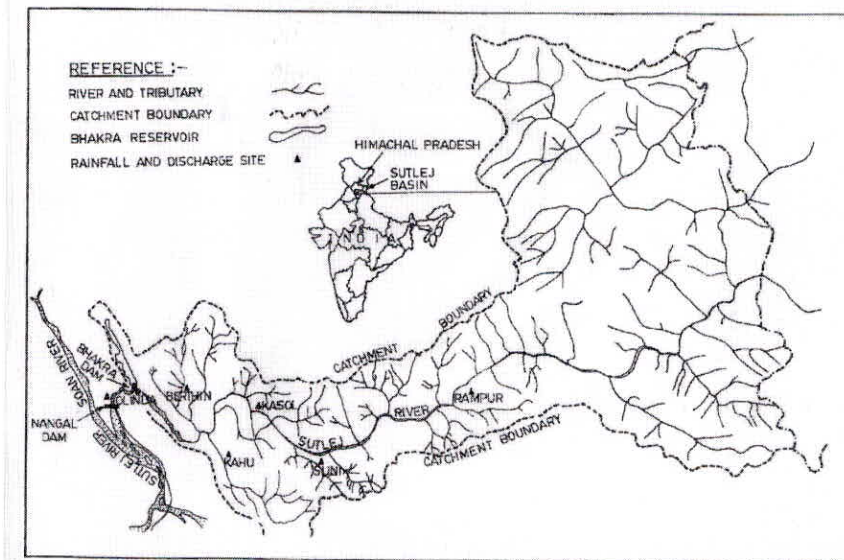 REFERENCE :-
RIVER AND TRIBUTARY
CATCHMENT BOUNDARY
BHAKRA RESERVOIR
RAINFALL AND DISCHARGE SITE
HIMACHAL PRADESH
SUTLEJ
BASIN
INDIA
CATCHMENT
BOUNDARY
SOAN RIVER
BHAKRA
DAM
OLINDA
BERTHIN
KASOL
RAMPUR
NANGAL
DAM
SUTLEJ RIVER
KAHU
SUNI
SUTLEJ
RIVER
CATCHMENT BOUNDARY